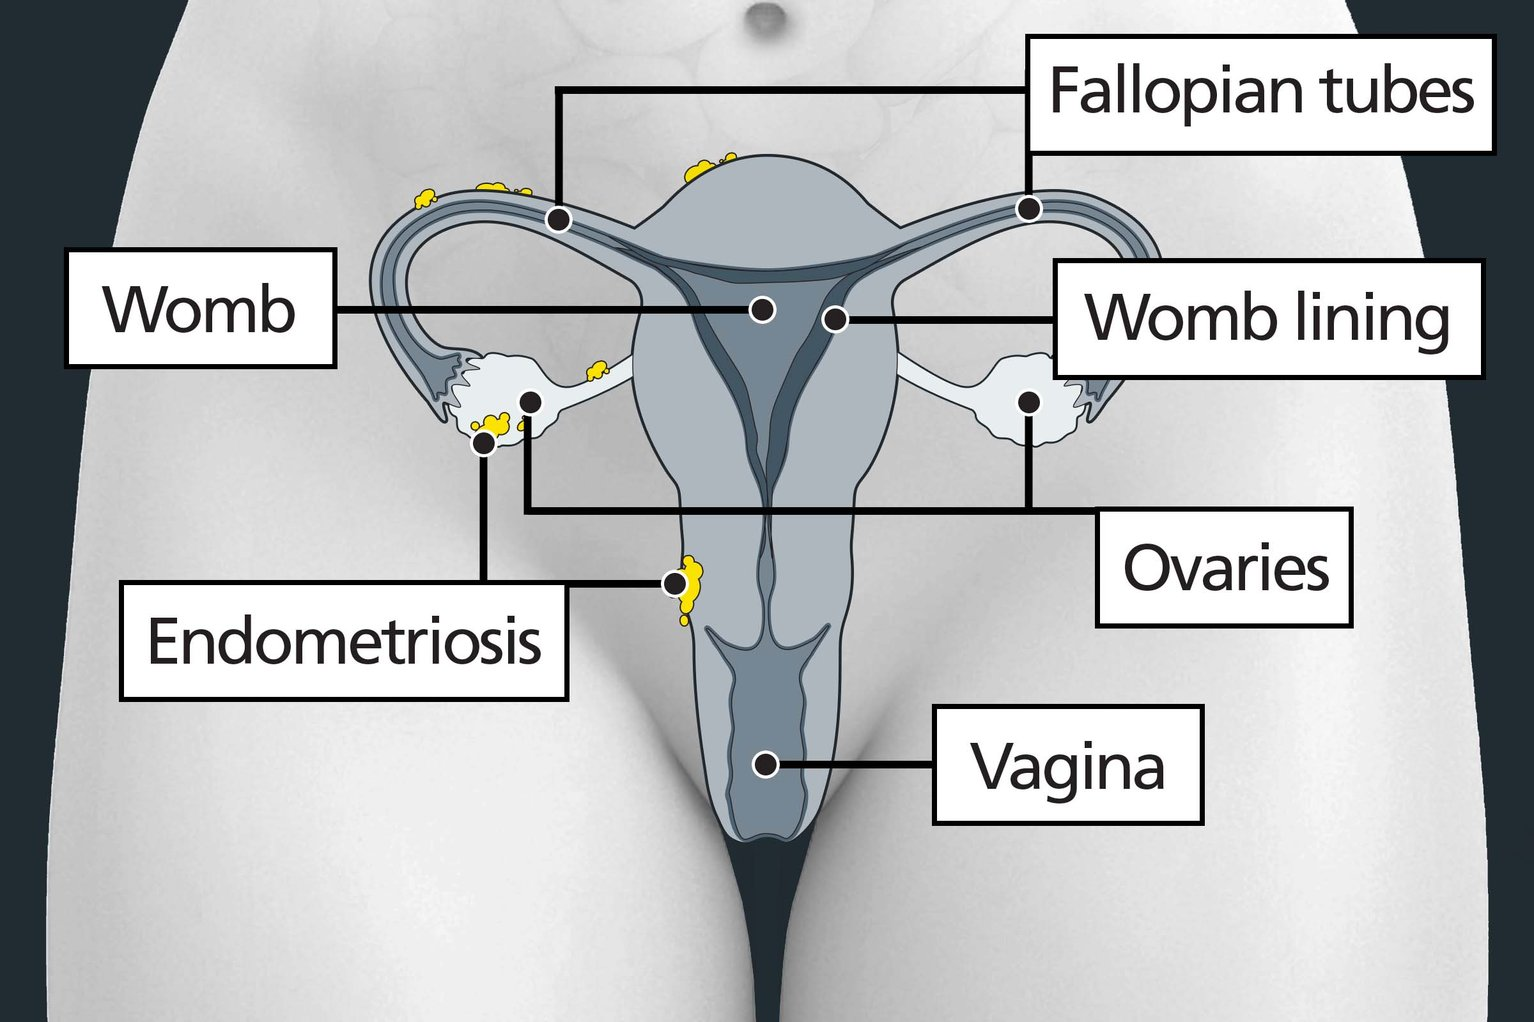 Fallopian tubes
Womb
Womb lining
Ovaries
Endometriosis
Vagina